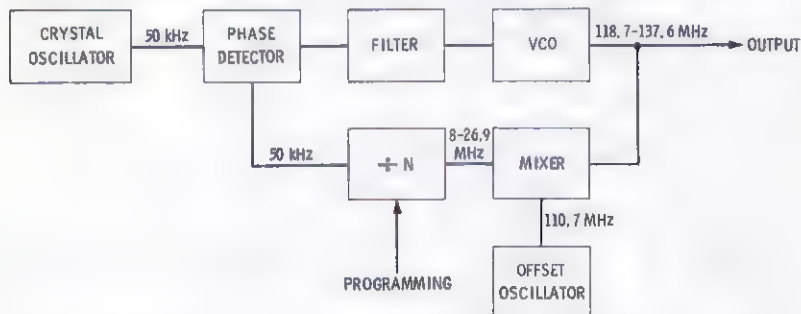 CRYSTAL
OSCILLATOR
50 kHz
PHASE
DETECTOR
FILTER
VCO
118.7-137.6 MHz
OUTPUT
50 kHz
÷ N
8-26.9
MHz
MIXER
110.7 MHz
PROGRAMMING
OFFSET
OSCILLATOR